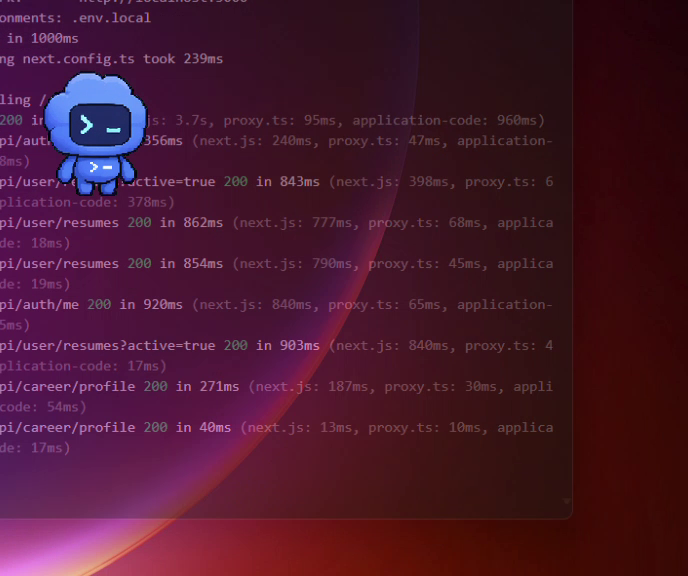 http://localhost:3000
onments: .env.local
in 1000ms
ng next.config.ts took 239ms
ling /
200 in s: 3.7s, proxy.ts: 95ms, application-code: 960ms)
pi/aut 356ms (next.js: 240ms, proxy.ts: 47ms, application-
8ms)
pi/user/re ?active=true 200 in 843ms (next.js: 398ms, proxy.ts: 6
plication-code: 378ms)
pi/user/resumes 200 in 862ms (next.js: 777ms, proxy.ts: 68ms, applica
de: 18ms)
pi/user/resumes 200 in 854ms (next.js: 790ms, proxy.ts: 45ms, applica
de: 19ms)
pi/auth/me 200 in 920ms (next.js: 840ms, proxy.ts: 65ms, application-
5ms)
pi/user/resumes?active=true 200 in 903ms (next.js: 840ms, proxy.ts: 4
plication-code: 17ms)
pi/career/profile 200 in 271ms (next.js: 187ms, proxy.ts: 30ms, appli
code: 54ms)
pi/career/profile 200 in 40ms (next.js: 13ms, proxy.ts: 10ms, applica
de: 17ms)